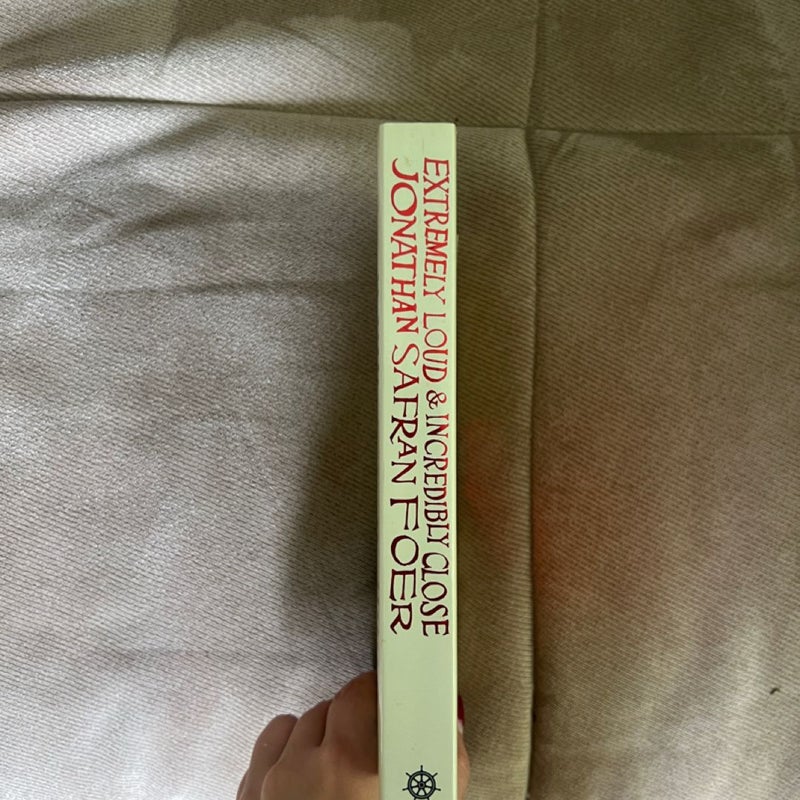 EXTREMELY LOUD & INCREDIBLY CLOSE
JONATHAN SAFRAN FOER